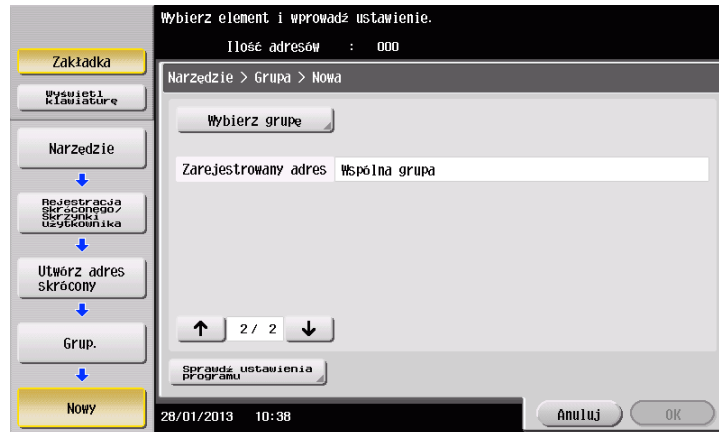 Wybierz element i wprowadź ustawienie.
Ilość adresów : 000
Zakładka
Wyświetl
klawiaturę
Narzędzie
Rejestracja
skróconego/
Skrzynki
użytkownika
Utwórz adres
skrócony
Grup.
Nowy
Narzędzie > Grupa > Nowa
Wybierz grupę
Zarejestrowany adres Wspólna grupa
↑ 2/ 2 ↓
Sprawdź ustawienia
programu
28/01/2013 10:38
Anuluj OK